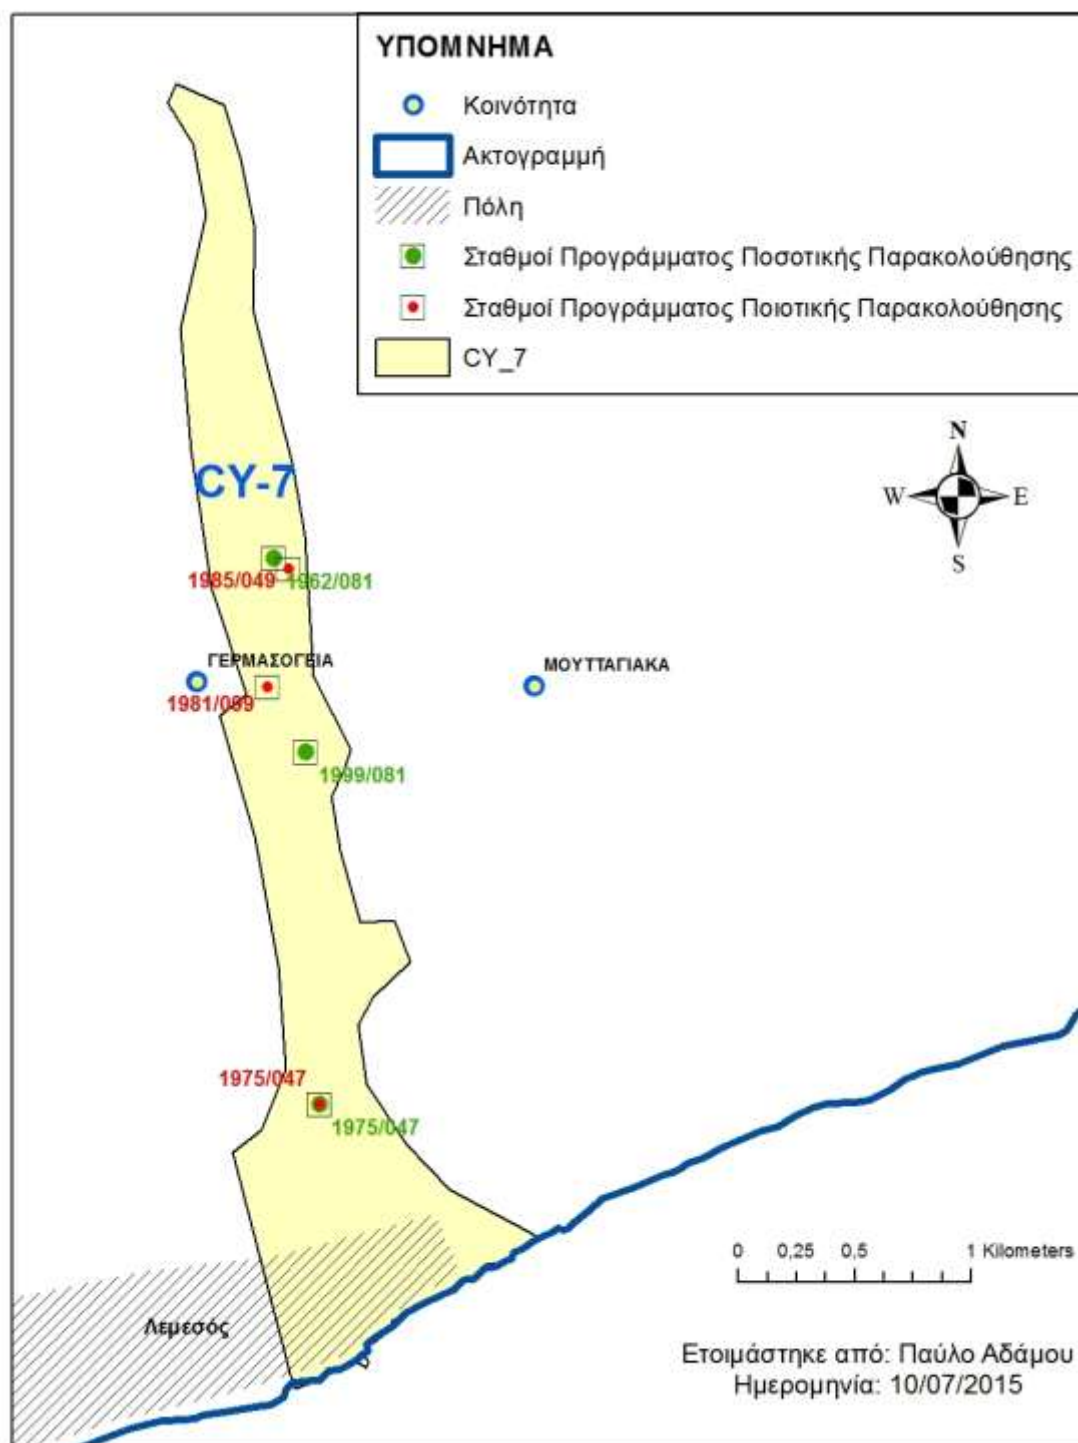 ΥΠΟΜΝΗΜΑ
Κοινότητα
Ακτογραμμή
Πόλη
Σταθμοί Προγράμματος Ποσοτικής Παρακολούθησης
Σταθμοί Προγράμματος Ποιοτικής Παρακολούθησης
CY_7
N
W E
S
CY-7
1985/049 1962/081
ΓΕΡΜΑΣΟΓΕΙΑ
ΜΟΥΤΤΑΓΙΑΚΑ
1981/099
1999/081
1975/047
1975/047
0 0,25 0,5 1 Kilometers
Λεμεσός
Ετοιμάστηκε από: Παύλο Αδάμου
Ημερομηνία: 10/07/2015